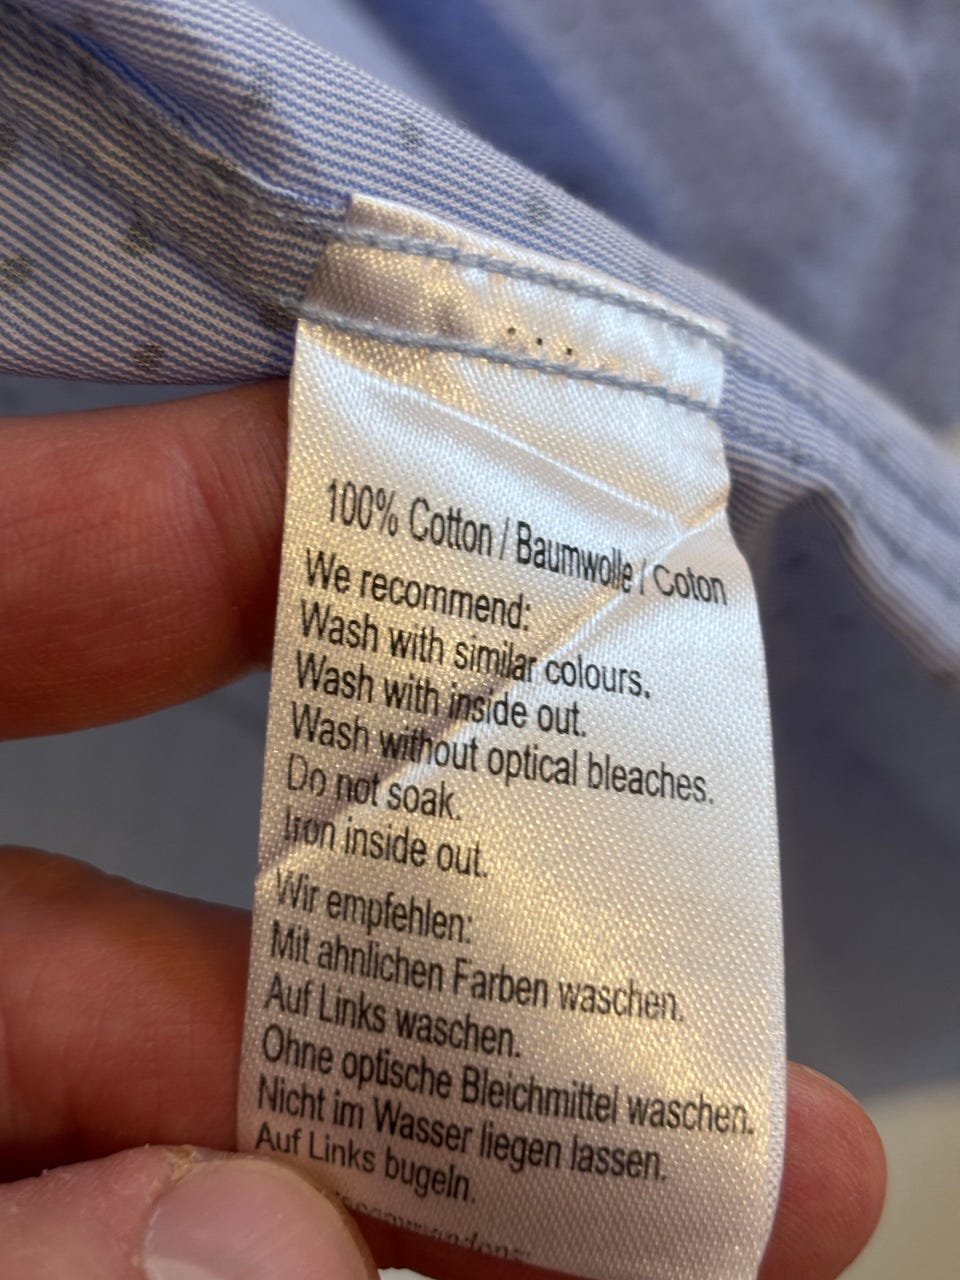 100% Cotton / Baumwolle / Coton
We recommend:
Wash with similar colours.
Wash with inside out.
Wash without optical bleaches.
Do not soak.
Iron inside out.
Wir empfehlen:
Mit ahnlichen Farben waschen.
Auf Links waschen.
Ohne optische Bleichmittel waschen.
Nicht im Wasser liegen lassen.
Auf Links bugeln.